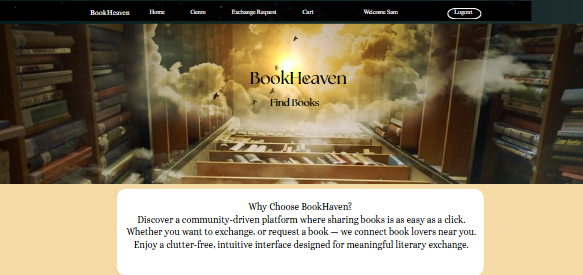 BookHeaven Home Genre Exchange Request Cart Welcome Sam Logout
BookHeaven
Find Books
Why Choose BookHaven?
Discover a community-driven platform where sharing books is as easy as a click.
Whether you want to exchange, or request a book — we connect book lovers near you.
Enjoy a clutter-free, intuitive interface designed for meaningful literary exchange.